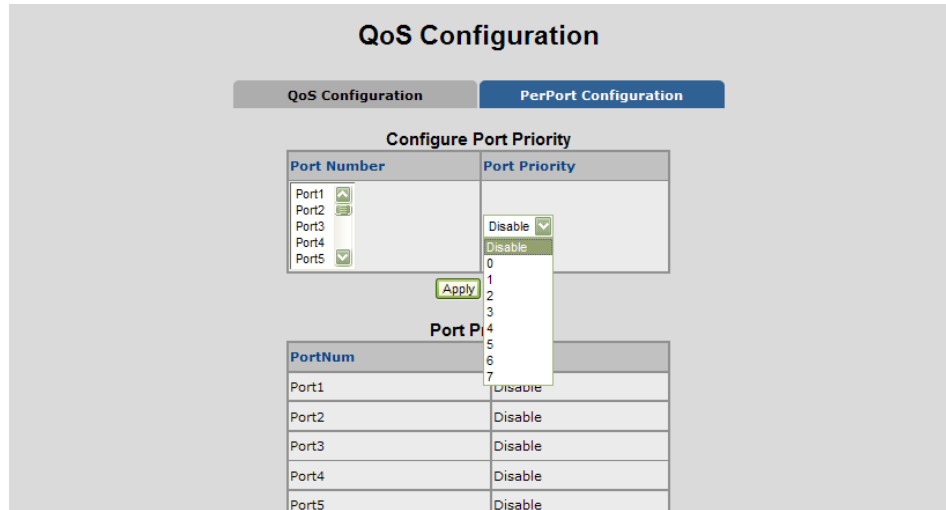 QoS Configuration
QoS Configuration PerPort Configuration
Configure Port Priority
Port Number Port Priority
Port1
Port2
Port3
Port4
Port5
Disable
Disable
0
1
2
3
4
5
6
7
Apply
Port
PortNum
Port1 Disable
Port2 Disable
Port3 Disable
Port4 Disable
Port5 Disable